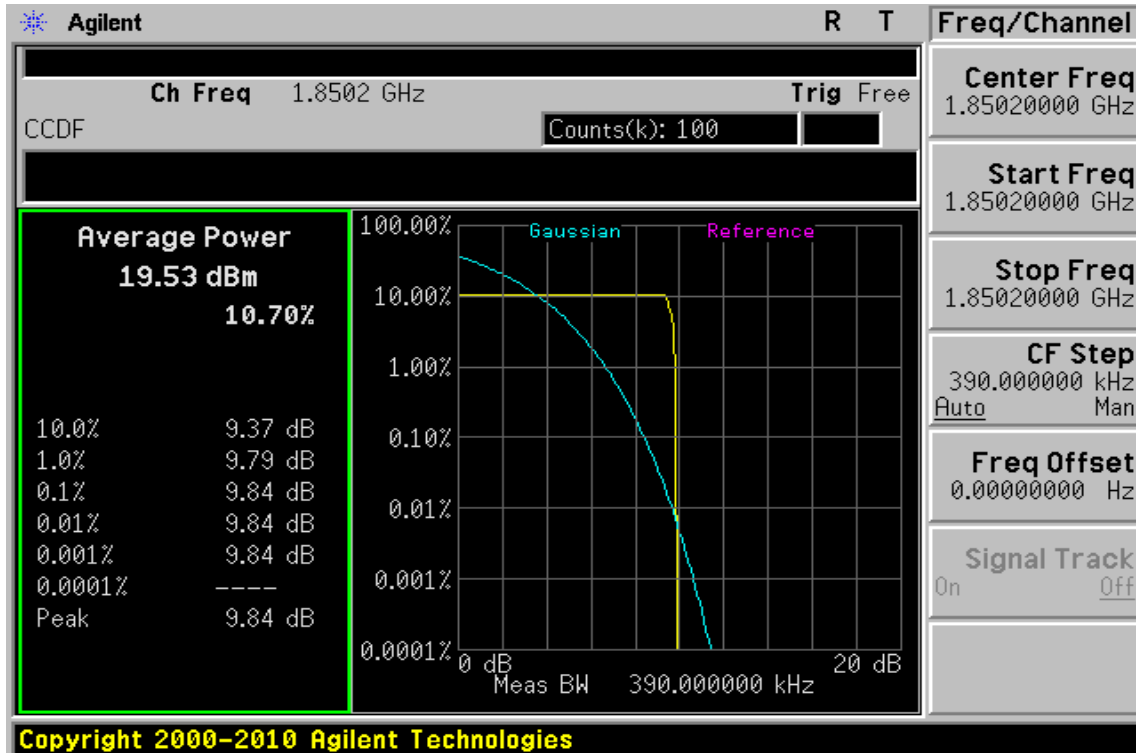 Agilent R T
Ch Freq 1.8502 GHz Trig Free
CCDF Counts(k): 100
Average Power
19.53 dBm
10.70%
10.0% 9.37 dB
1.0% 9.79 dB
0.1% 9.84 dB
0.01% 9.84 dB
0.001% 9.84 dB
0.0001% ----
Peak 9.84 dB
Gaussian Reference
100.00%
10.00%
1.00%
0.10%
0.01%
0.001%
0.0001%
0 dB 20 dB
Meas BW 390.000000 kHz
Freq/Channel
Center Freq
1.85020000 GHz
Start Freq
1.85020000 GHz
Stop Freq
1.85020000 GHz
CF Step
390.000000 kHz
Auto Man
Freq Offset
0.00000000 Hz
Signal Track
On Off
Copyright 2000-2010 Agilent Technologies